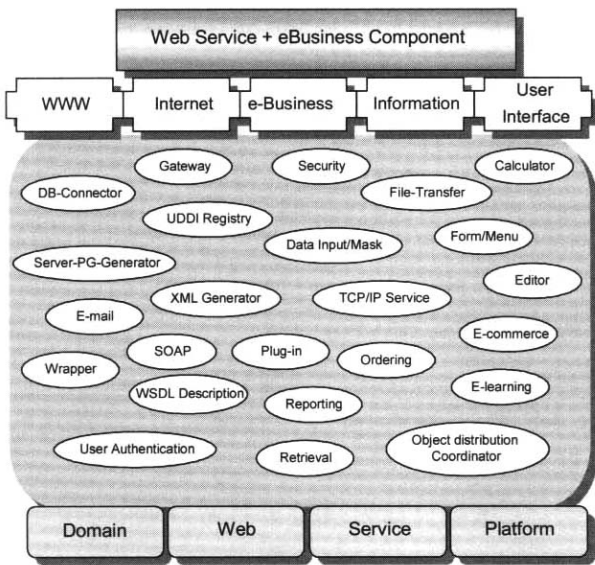 Web Service + eBusiness Component
WWW
Internet
e-Business
Information
User
Interface
Gateway
Security
Calculator
DB-Connector
File-Transfer
UDDI Registry
Data Input/Mask
Form/Menu
Server-PG-Generator
Editor
XML Generator
TCP/IP Service
E-mail
E-commerce
SOAP
Plug-in
Ordering
Wrapper
E-learning
WSDL Description
Reporting
User Authentication
Retrieval
Object distribution
Coordinator
Domain
Web
Service
Platform